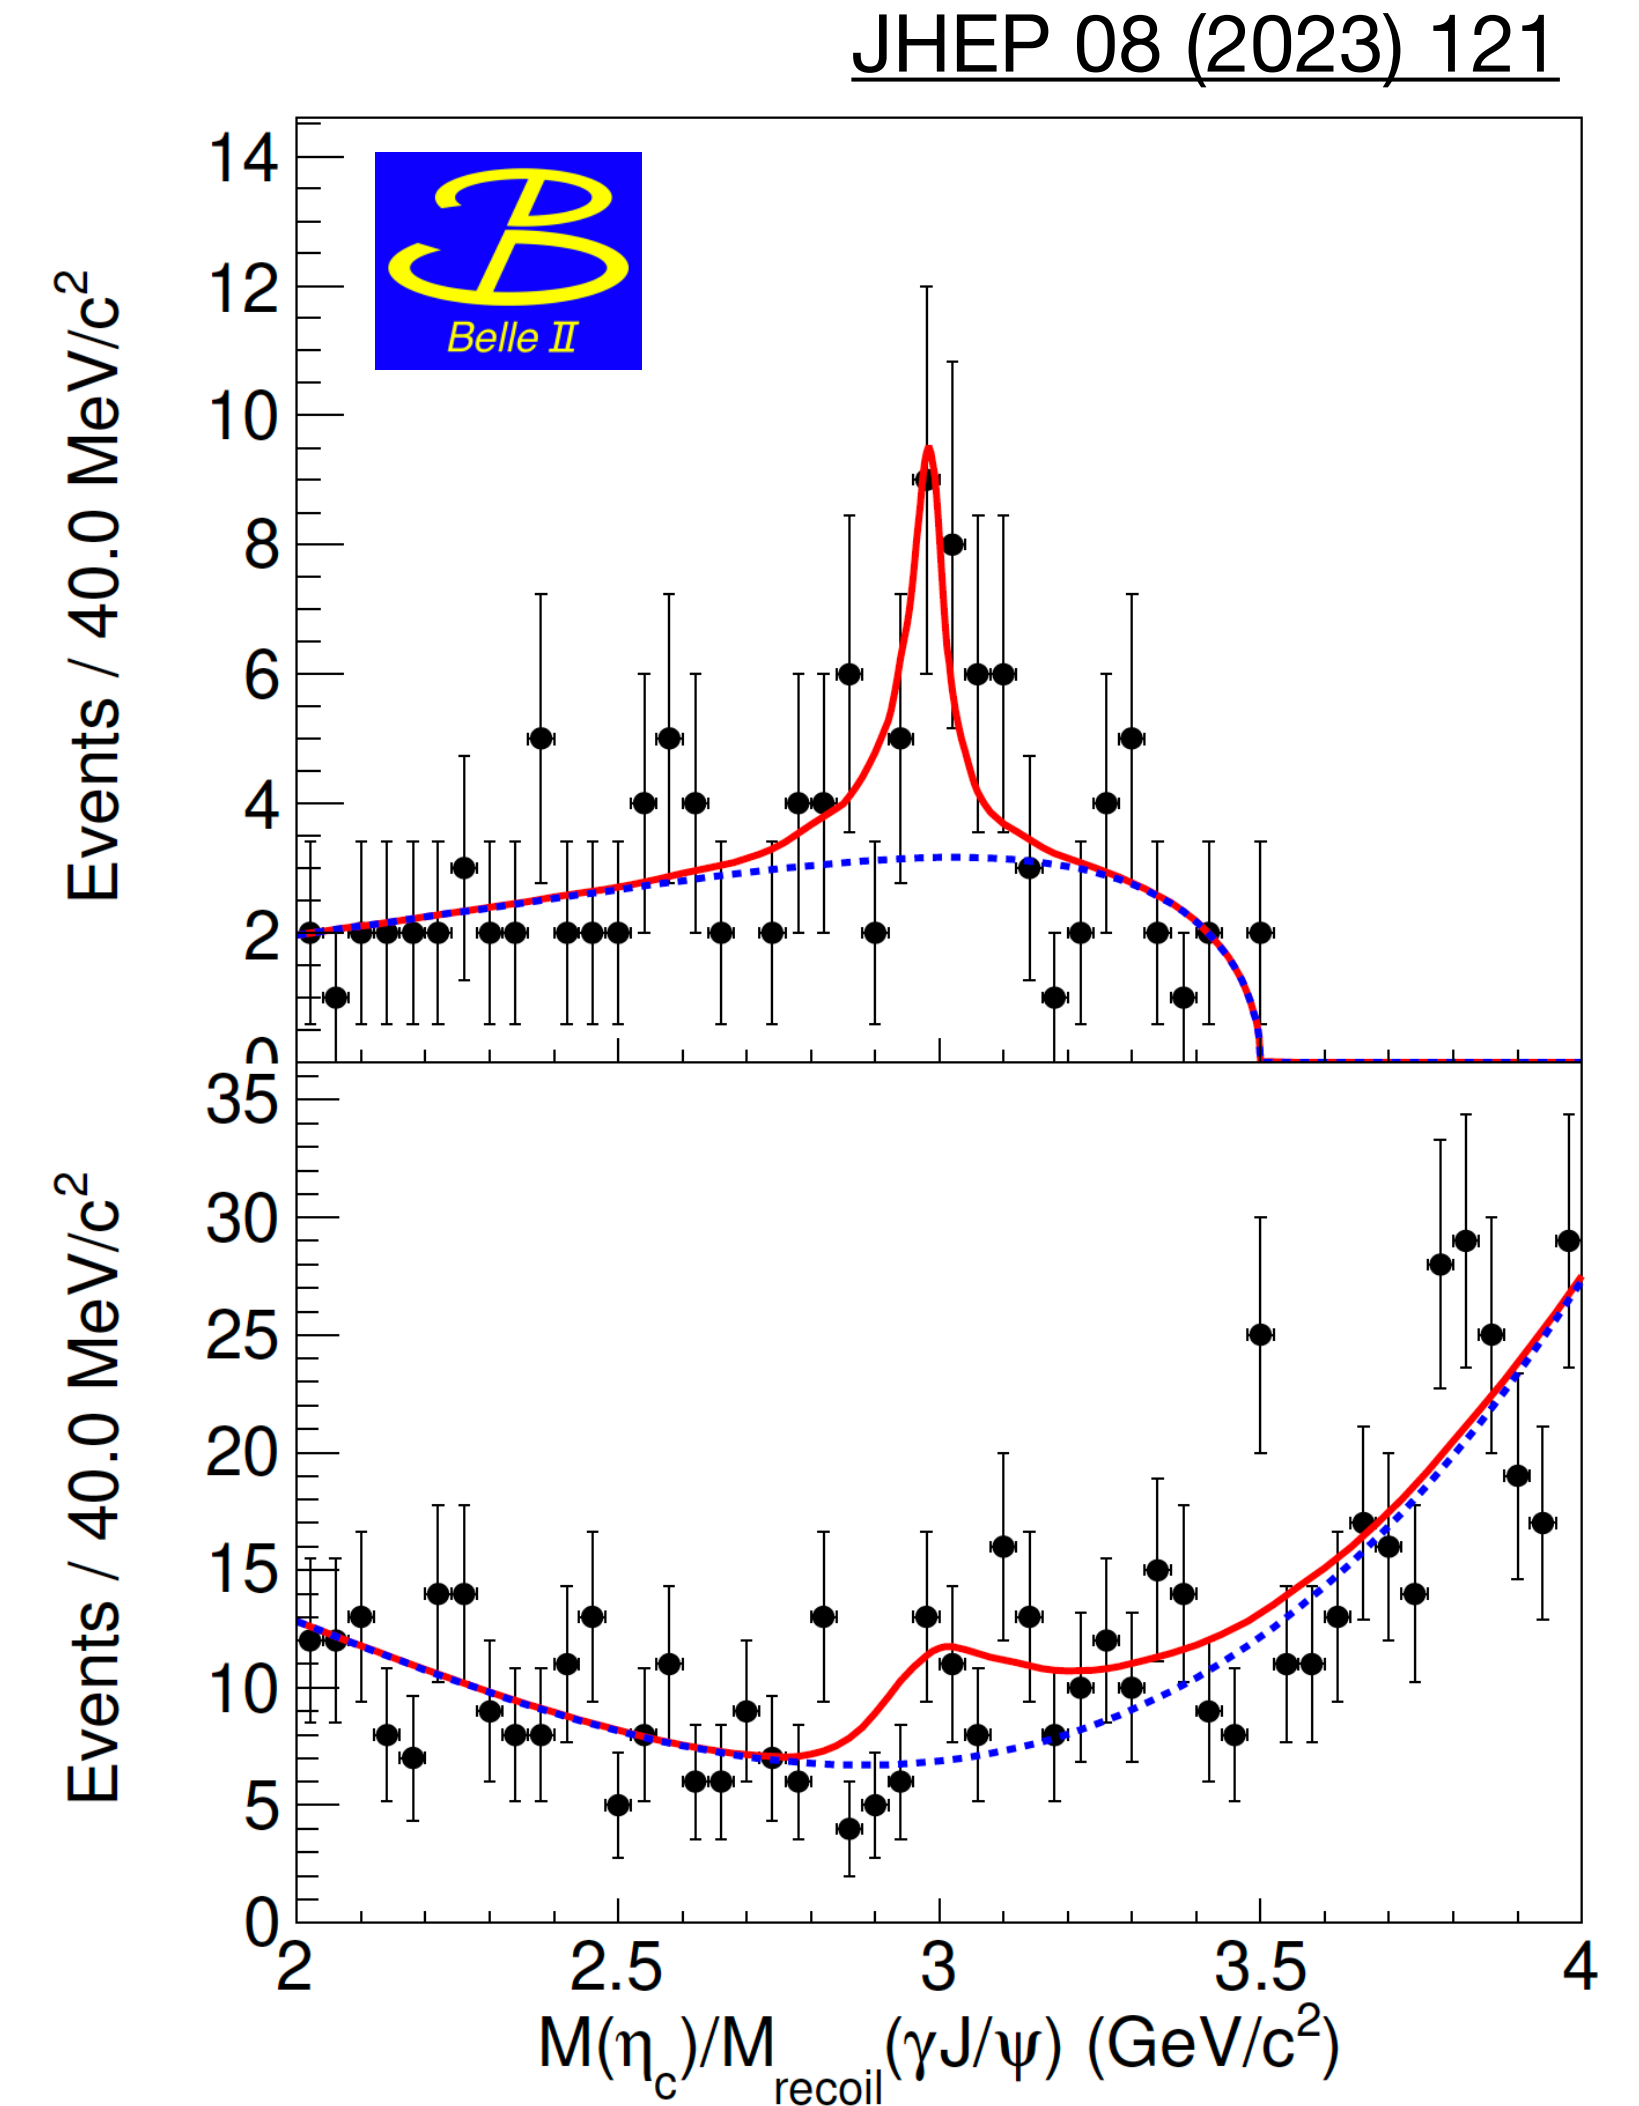 JHEP 08 (2023) 121
Events / 40.0 MeV/c²
14
12
10
8
6
4
2
0
Belle II
Events / 40.0 MeV/c²
35
30
25
20
15
10
5
0
2 2.5 3 3.5 4
M(η_c)/M_recoil(γJ/ψ) (GeV/c²)